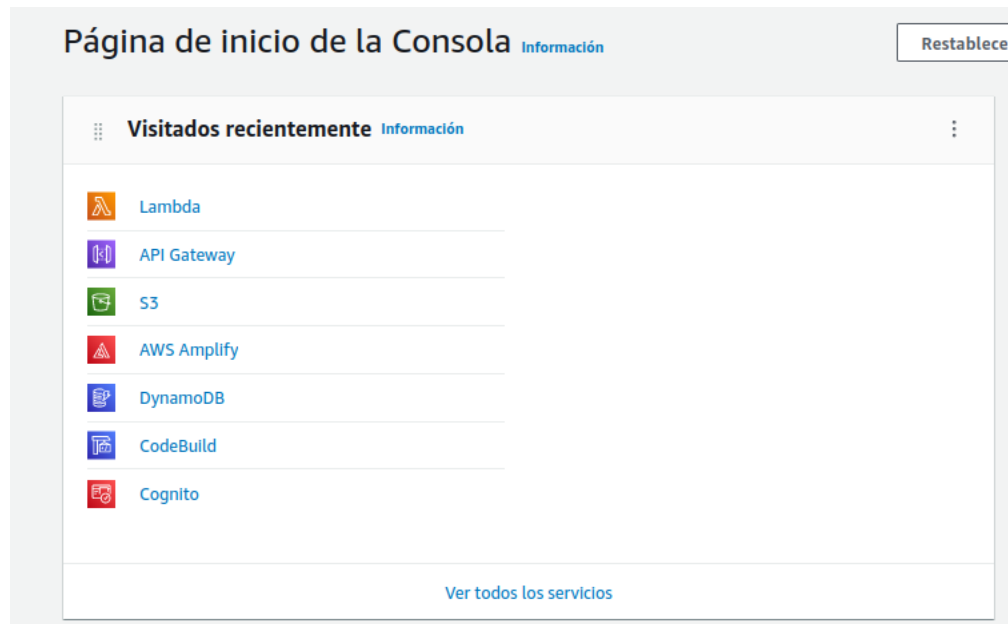 Página de inicio de la Consola Información
Restablece
Visitados recientemente Información
Lambda
API Gateway
S3
AWS Amplify
DynamoDB
CodeBuild
Cognito
Ver todos los servicios